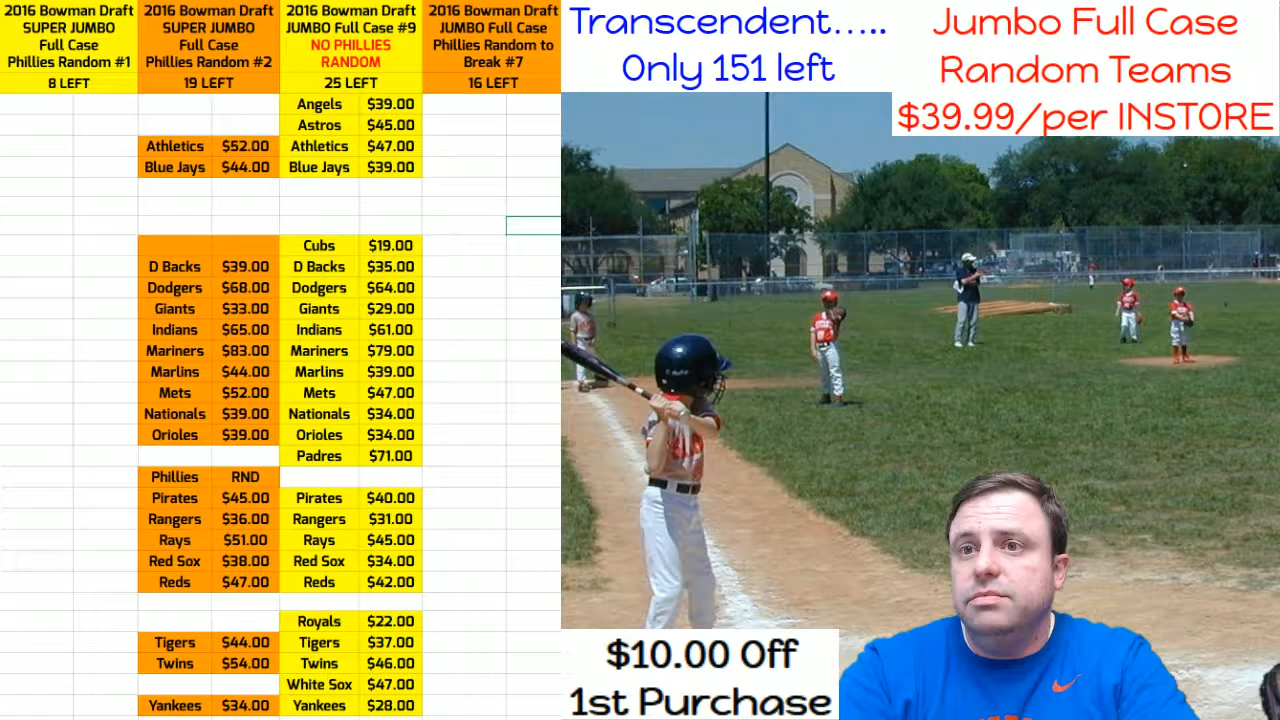 2016 Bowman Draft
SUPER JUMBO
Full Case
Phillies Random #1
8 LEFT
2016 Bowman Draft
SUPER JUMBO
Full Case
Phillies Random #2
19 LEFT
2016 Bowman Draft
JUMBO Full Case #9
NO PHILLIES
RANDOM
25 LEFT
2016 Bowman Draft
JUMBO Full Case
Phillies Random to
Break #7
16 LEFT
Angels $39.00
Astros $45.00
Athletics $52.00 Athletics $47.00
Blue Jays $44.00 Blue Jays $39.00
Cubs $19.00
D Backs $39.00 D Backs $35.00
Dodgers $68.00 Dodgers $64.00
Giants $33.00 Giants $29.00
Indians $65.00 Indians $61.00
Mariners $83.00 Mariners $79.00
Marlins $44.00 Marlins $39.00
Mets $52.00 Mets $47.00
Nationals $39.00 Nationals $34.00
Orioles $39.00 Orioles $34.00
Padres $71.00
Phillies RND
Pirates $45.00 Pirates $40.00
Rangers $36.00 Rangers $31.00
Rays $51.00 Rays $45.00
Red Sox $38.00 Red Sox $34.00
Reds $47.00 Reds $42.00
Royals $22.00
Tigers $44.00 Tigers $37.00
Twins $54.00 Twins $46.00
White Sox $47.00
Yankees $34.00 Yankees $28.00
Transcendent.....
Only 151 left
Jumbo Full Case
Random Teams
$39.99/per INSTORE
$10.00 Off
1st Purchase